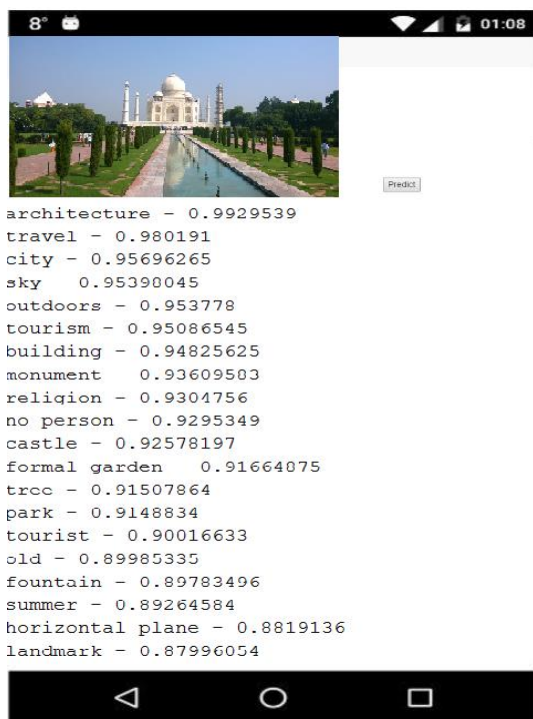 8° 01:08
Predict
architecture - 0.9929539
travel - 0.980191
city - 0.95696265
sky 0.95390045
outdoors - 0.953778
tourism - 0.95086545
building - 0.94825625
monument 0.93609503
religion - 0.9304756
no person - 0.9295349
castle - 0.92578197
formal garden 0.91664075
tree - 0.91507864
park - 0.9148834
tourist - 0.90016633
old - 0.89985335
fountain - 0.89783496
summer - 0.89264584
horizontal plane - 0.8819136
landmark - 0.87996054